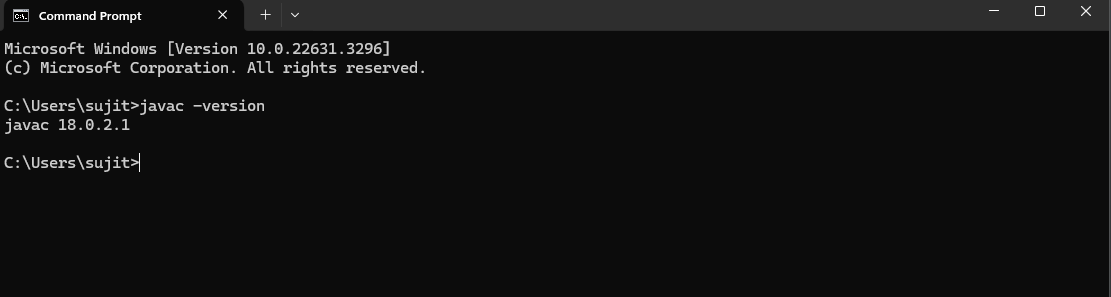 Command Prompt
Microsoft Windows [Version 10.0.22631.3296]
(c) Microsoft Corporation. All rights reserved.
C:\Users\sujit>javac -version
javac 18.0.2.1
C:\Users\sujit>